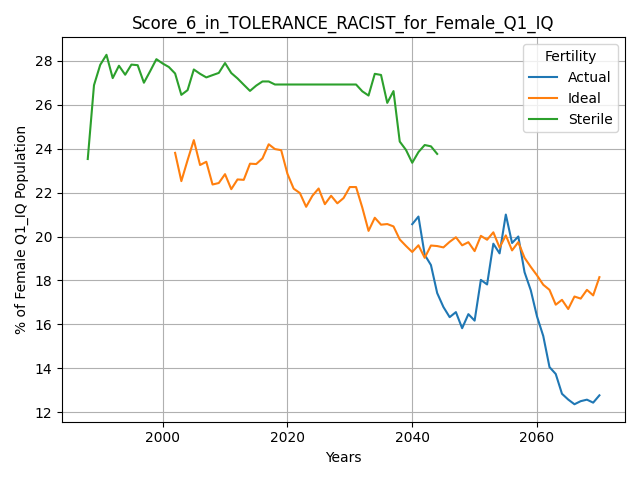 Score_6_in_TOLERANCE_RACIST_for_Female_Q1_IQ
% of Female Q1_IQ Population
28
26
24
22
20
18
16
14
12
Fertility
Actual
Ideal
Sterile
2000
2020
2040
2060
Years